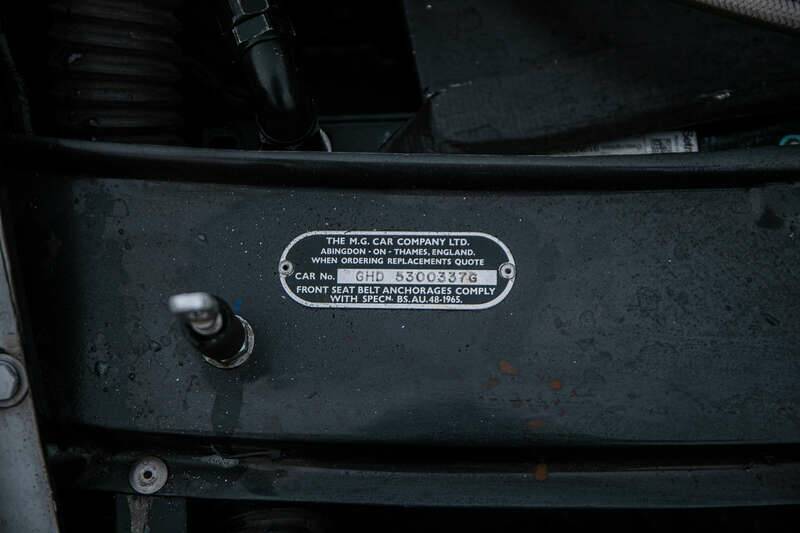 THE M.G. CAR COMPANY LTD.
ABINGDON - ON - THAMES, ENGLAND.
WHEN ORDERING REPLACEMENTS QUOTE
CAR No. GHD 5300337G
FRONT SEAT BELT ANCHORAGES COMPLY
WITH SPECN. BS.AU.48-1965.